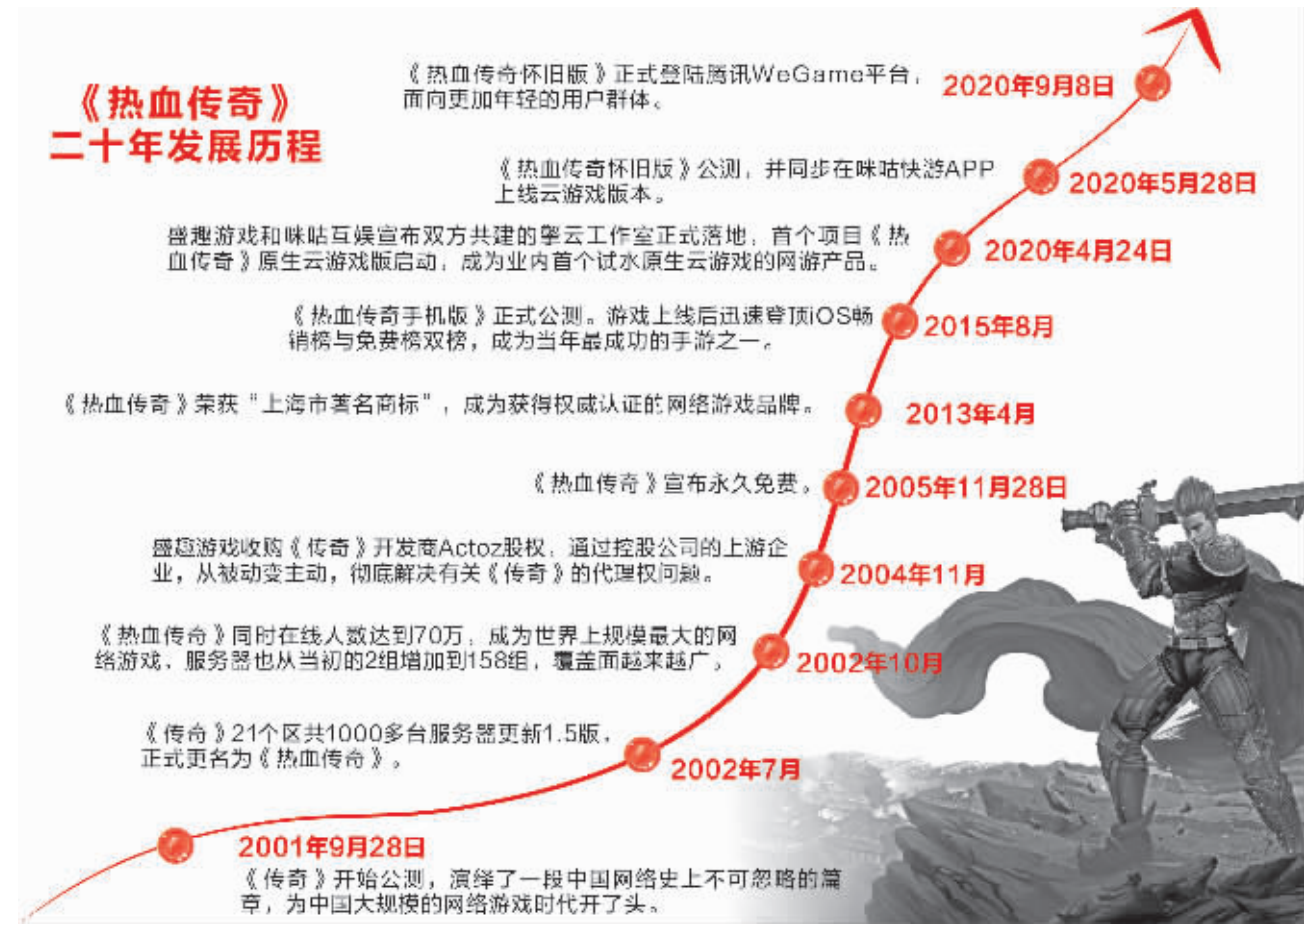 《热血传奇》
二十年发展历程
《热血传奇怀旧版》正式登陆腾讯WeGame平台，
面向更加年轻的用户群体。
2020年9月8日
《热血传奇怀旧版》公测，并同步在咪咕快游APP
上线云游戏版本。
2020年5月28日
盛趣游戏和咪咕互娱宣布双方共建的擎云工作室正式落地，首个项目《热
血传奇》原生云游戏版启动，成为业内首个试水原生云游戏的网游产品。
2020年4月24日
《热血传奇手机版》正式公测。游戏上线后迅速登顶iOS畅
销榜与免费榜双榜，成为当年最成功的手游之一。
2015年8月
《热血传奇》荣获“上海市著名商标”，成为获得权威认证的网络游戏品牌。
2013年4月
《热血传奇》宣布永久免费。
2005年11月28日
盛趣游戏收购《传奇》开发商Actoz股权，通过控股公司的上游企
业，从被动变主动，彻底解决有关《传奇》的代理权问题。
2004年11月
《热血传奇》同时在线人数达到70万，成为世界上规模最大的网
络游戏，服务器也从当初的2组增加到158组，覆盖面越来越广。
2002年10月
《传奇》21个区共1000多台服务器更新1.5版，
正式更名为《热血传奇》。
2002年7月
2001年9月28日
《传奇》开始公测，演绎了一段中国网络史上不可忽略的篇
章，为中国大规模的网络游戏时代开了头。